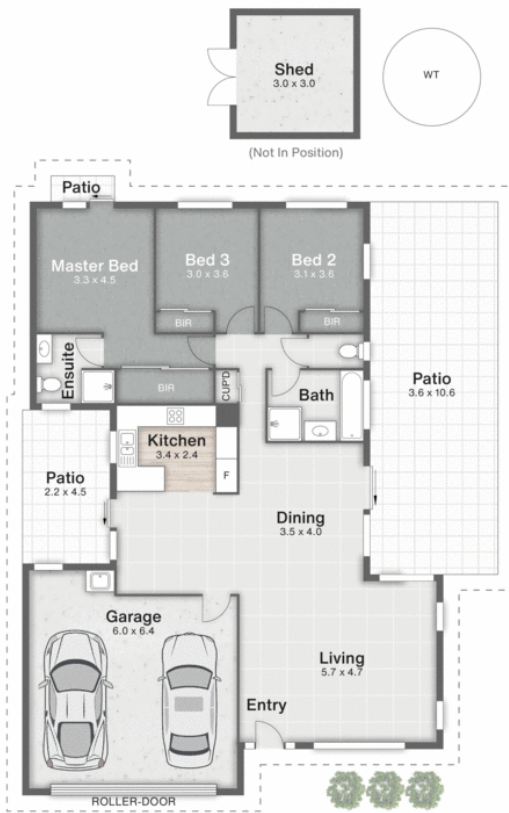 Shed
3.0 x 3.0
WT
(Not In Position)
Patio
Master Bed
3.3 x 4.5
Bed 3
3.0 x 3.6
Bed 2
3.1 x 3.6
BIR
BIR
Ensuite
BIR
CUP'D
Bath
Patio
3.6 x 10.6
Kitchen
3.4 x 2.4
F
Patio
2.2 x 4.5
Dining
3.5 x 4.0
Garage
6.0 x 6.4
Living
5.7 x 4.7
Entry
ROLLER-DOOR